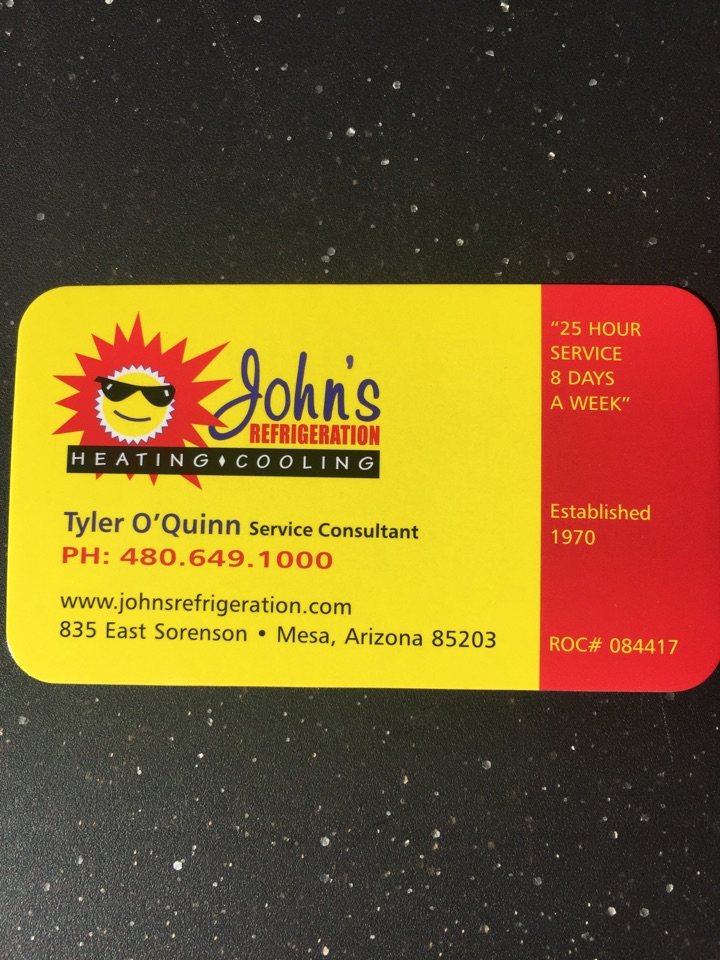 John's
REFRIGERATION
HEATING♦COOLING
Tyler O'Quinn Service Consultant
PH: 480.649.1000
www.johnsrefrigeration.com
835 East Sorenson • Mesa, Arizona 85203
“25 HOUR
SERVICE
8 DAYS
A WEEK”
Established
1970
ROC# 084417